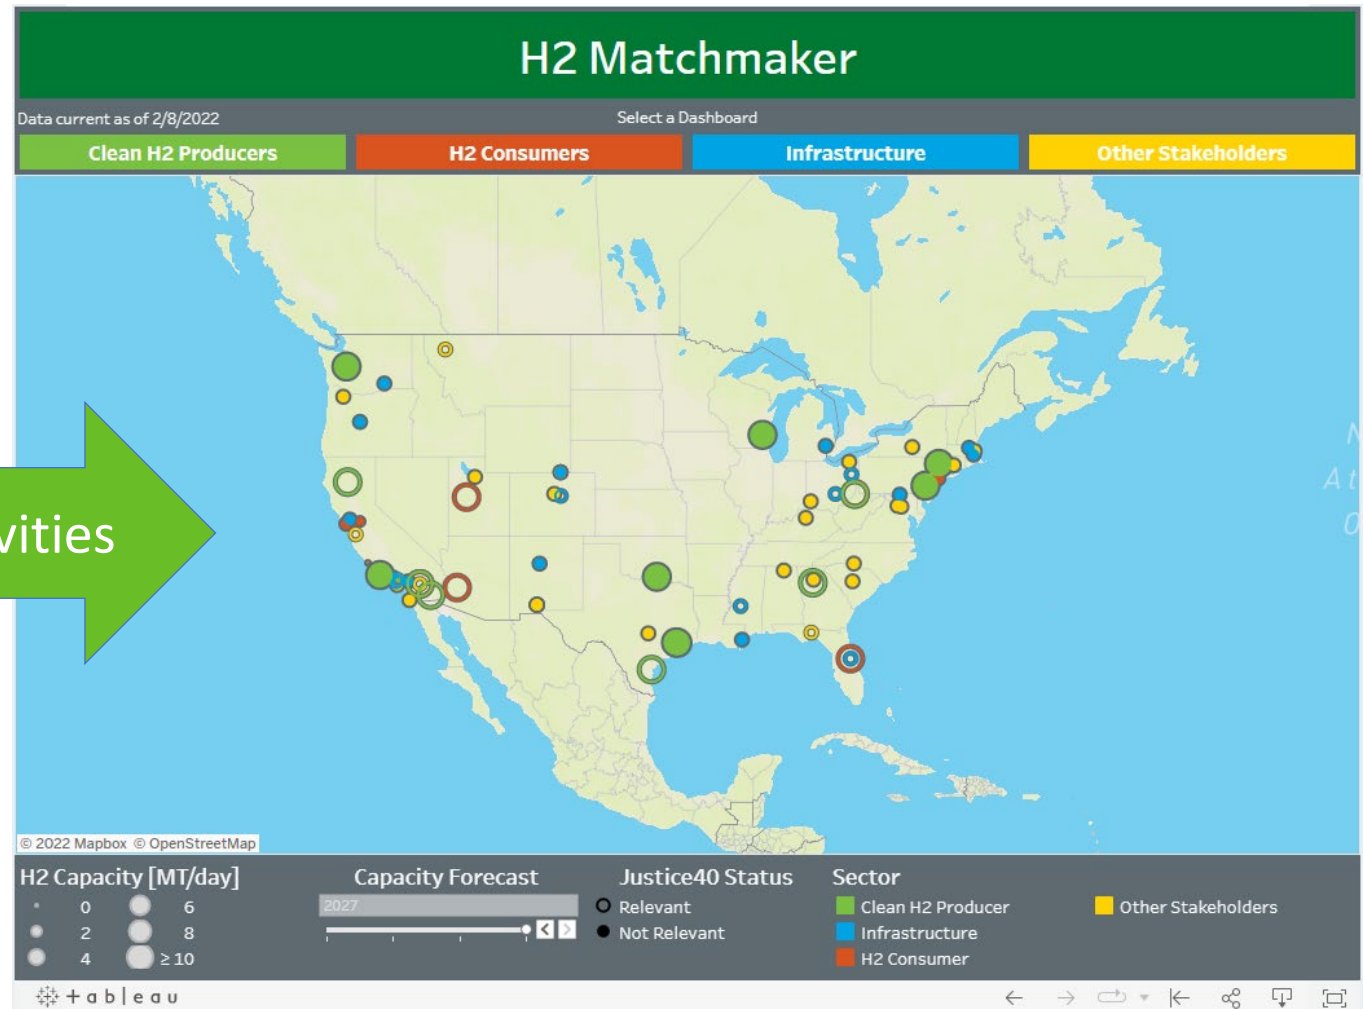 H2 Matchmaker
Data current as of 2/8/2022
Select a Dashboard
Clean H2 Producers
H2 Consumers
Infrastructure
Other Stakeholders
vities
N
At
0
© 2022 Mapbox © OpenStreetMap
H2 Capacity [MT/day]
0 6
2 8
4 ≥ 10
Capacity Forecast
2027
Justice40 Status
Relevant
Not Relevant
Sector
Clean H2 Producer
Infrastructure
H2 Consumer
Other Stakeholders
+ a b l e a u